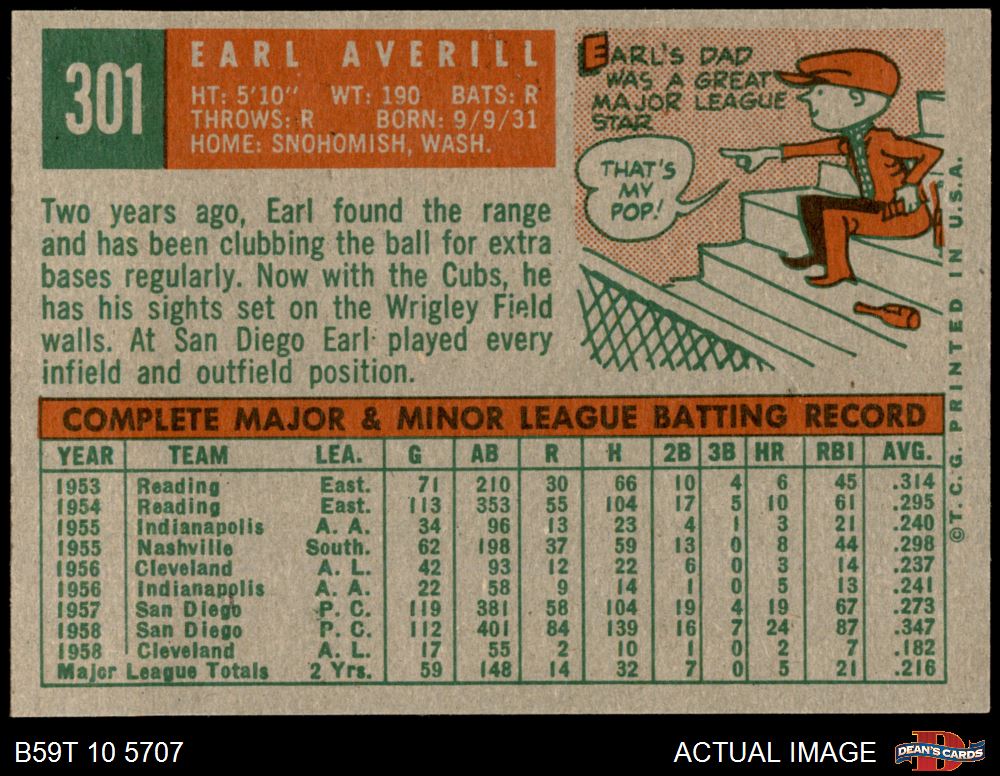 301
EARL AVERILL
HT: 5'10" WT: 190 BATS: R
THROWS: R BORN: 9/9/31
HOME: SNOHOMISH, WASH.
EARL'S DAD
WAS A GREAT
MAJOR LEAGUE
STAR
THAT'S
MY
POP!
Two years ago, Earl found the range
and has been clubbing the ball for extra
bases regularly. Now with the Cubs, he
has his sights set on the Wrigley Field
walls. At San Diego Earl played every
infield and outfield position.
COMPLETE MAJOR & MINOR LEAGUE BATTING RECORD
YEAR TEAM LEA. G AB R H 2B 3B HR RBI AVG.
1953 Reading East. 71 210 30 66 10 4 6 45 .314
1954 Reading East. 113 353 55 104 17 5 10 61 .295
1955 Indianapolis A. A. 34 96 13 23 4 1 3 21 .240
1955 Nashville South. 62 198 37 59 13 0 8 44 .298
1956 Cleveland A. L. 42 93 12 22 6 0 3 14 .237
1956 Indianapolis A. A. 22 58 9 14 1 0 5 13 .241
1957 San Diego P. C. 119 381 58 104 19 4 19 67 .273
1958 San Diego P. C. 112 401 84 139 16 7 24 87 .347
1958 Cleveland A. L. 17 55 2 10 1 0 2 7 .182
Major League Totals 2 Yrs. 59 148 14 32 7 0 5 21 .216
©T.C.G. PRINTED IN U.S.A.
B59T 10 5707
ACTUAL IMAGE
DEAN'S CARDS